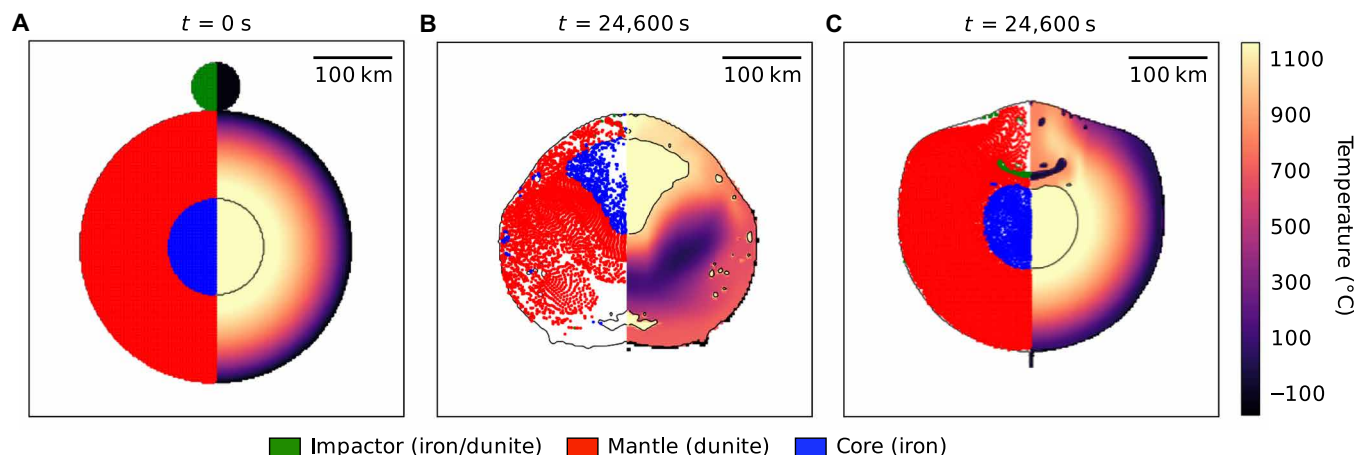 A t = 0 s
B t = 24,600 s
C t = 24,600 s
100 km
100 km
100 km
1100
900
700
500
300
100
−100
Temperature (°C)
Impactor (iron/dunite) Mantle (dunite) Core (iron)